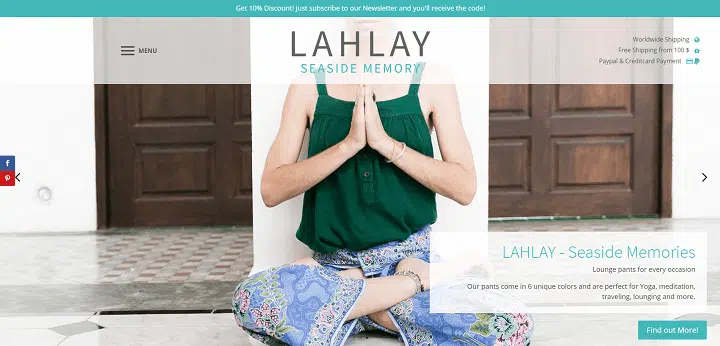 Get 10% Discount! Just subscribe to our Newsletter and you'll receive the code!
MENU
LAHLAY
SEASIDE MEMORY
Worldwide Shipping
Free Shipping from 100 $
Paypal & Creditcard Payment
LAHLAY - Seaside Memories
Lounge pants for every occasion
Our pants come in 6 unique colors and are perfect for Yoga, meditation,
traveling, lounging and more.
Find out More!